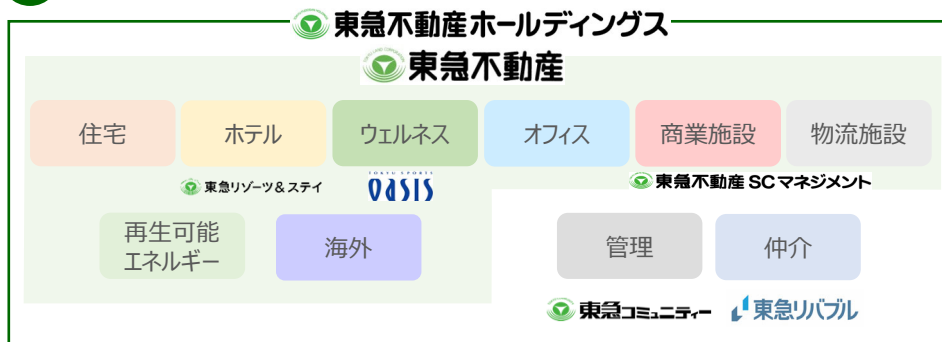 東急不動産ホールディングス
東急不動産
住宅
ホテル
ウェルネス
オフィス
商業施設
物流施設
東急リゾーツ&ステイ
TOKYU SPORTS
OASIS
東急不動産SCマネジメント
再生可能
エネルギー
海外
管理
仲介
東急コミュニティー
東急リバブル